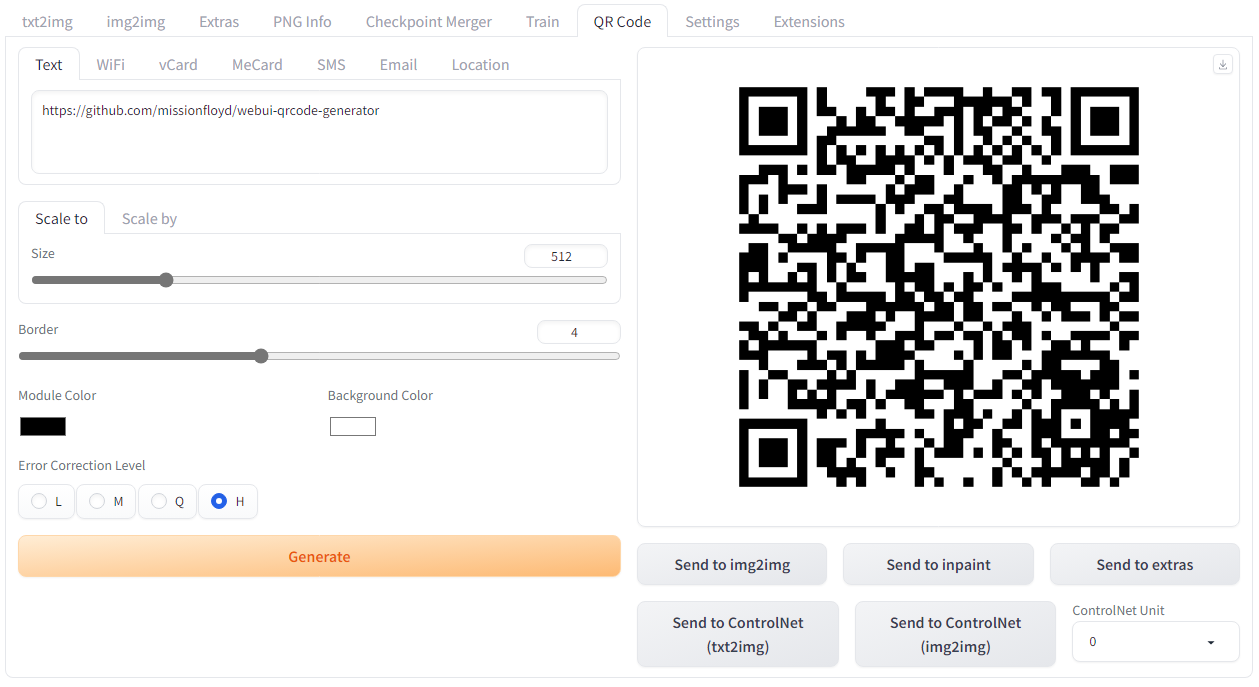 txt2img img2img Extras PNG Info Checkpoint Merger Train QR Code Settings Extensions
Text WiFi vCard MeCard SMS Email Location
https://github.com/missionfloyd/webui-qrcode-generator
Scale to Scale by
Size 512
Border 4
Module Color Background Color
Error Correction Level
L M Q H
Generate
Send to img2img Send to inpaint Send to extras
Send to ControlNet
(txt2img)
Send to ControlNet
(img2img)
ControlNet Unit
0